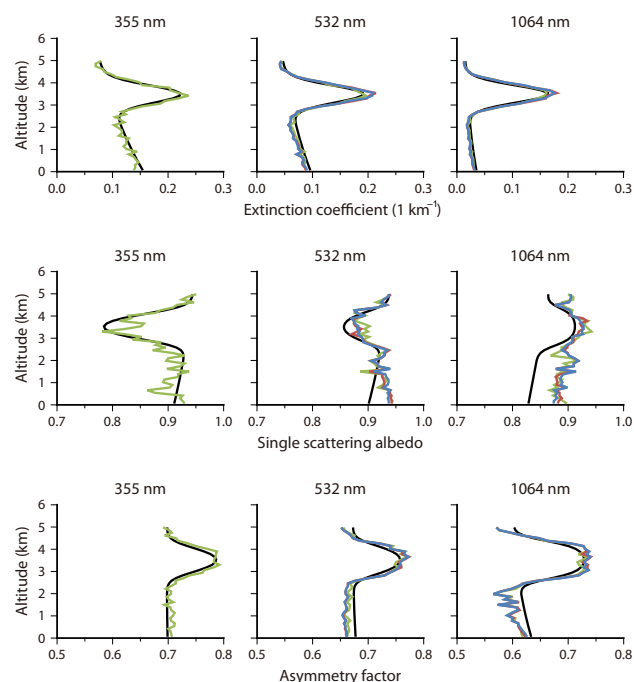 355 nm 532 nm 1064 nm
Altitude (km)
6
5
4
3
2
1
0
0.0 0.1 0.2 0.3 0.0 0.1 0.2 0.3 0.0 0.1 0.2 0.3
Extinction coefficient (1 km⁻¹)
355 nm 532 nm 1064 nm
Altitude (km)
6
5
4
3
2
1
0
0.7 0.8 0.9 1.0 0.7 0.8 0.9 1.0 0.7 0.8 0.9 1.0
Single scattering albedo
355 nm 532 nm 1064 nm
Altitude (km)
6
5
4
3
2
1
0
0.5 0.6 0.7 0.8 0.5 0.6 0.7 0.8 0.5 0.6 0.7 0.8
Asymmetry factor